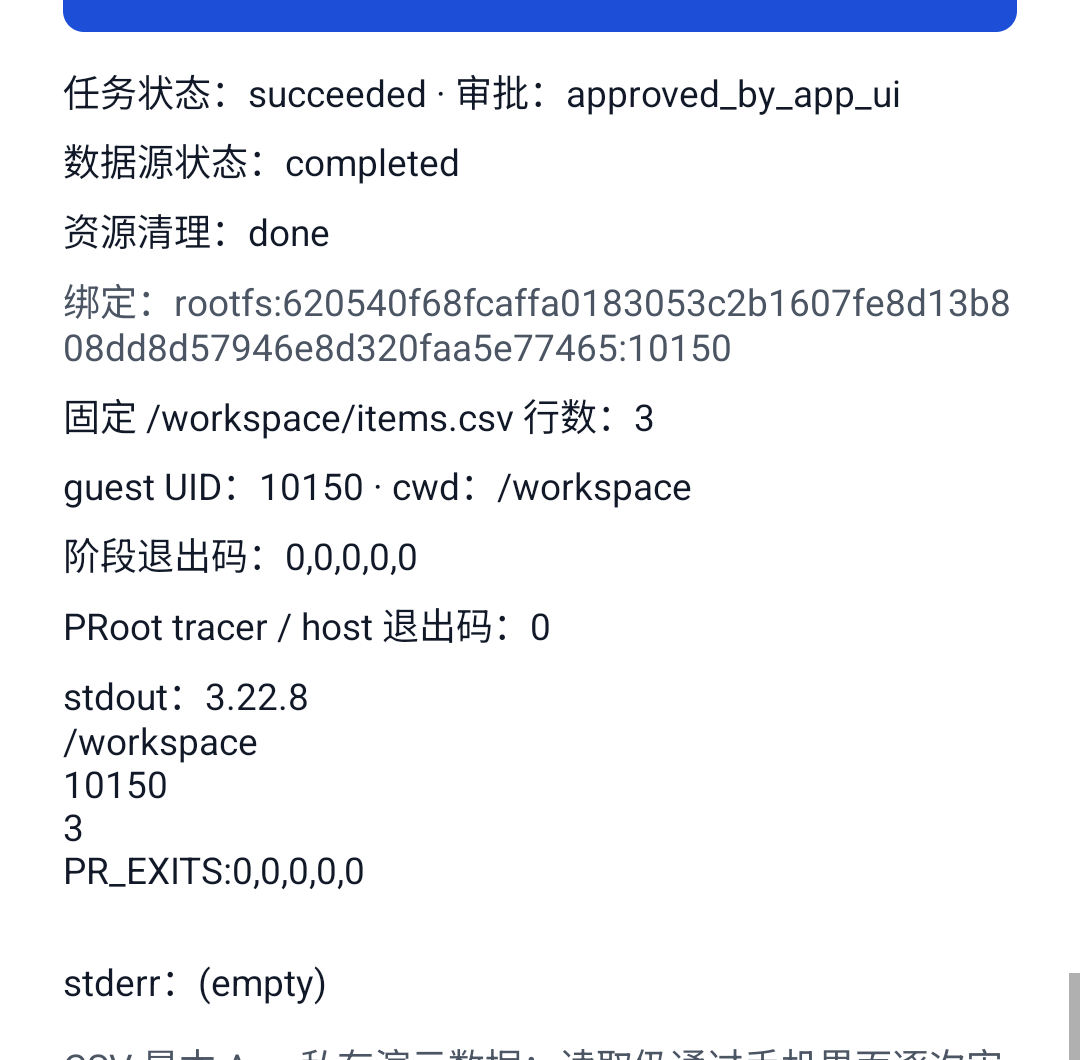 任务状态：succeeded · 审批：approved_by_app_ui
数据源状态：completed
资源清理：done
绑定：rootfs:620540f68fcaffa0183053c2b1607fe8d13b8
08dd8d57946e8d320faa5e77465:10150
固定 /workspace/items.csv 行数：3
guest UID：10150 · cwd：/workspace
阶段退出码：0,0,0,0,0
PRoot tracer / host 退出码：0
stdout：3.22.8
/workspace
10150
3
PR_EXITS:0,0,0,0,0
stderr：(empty)